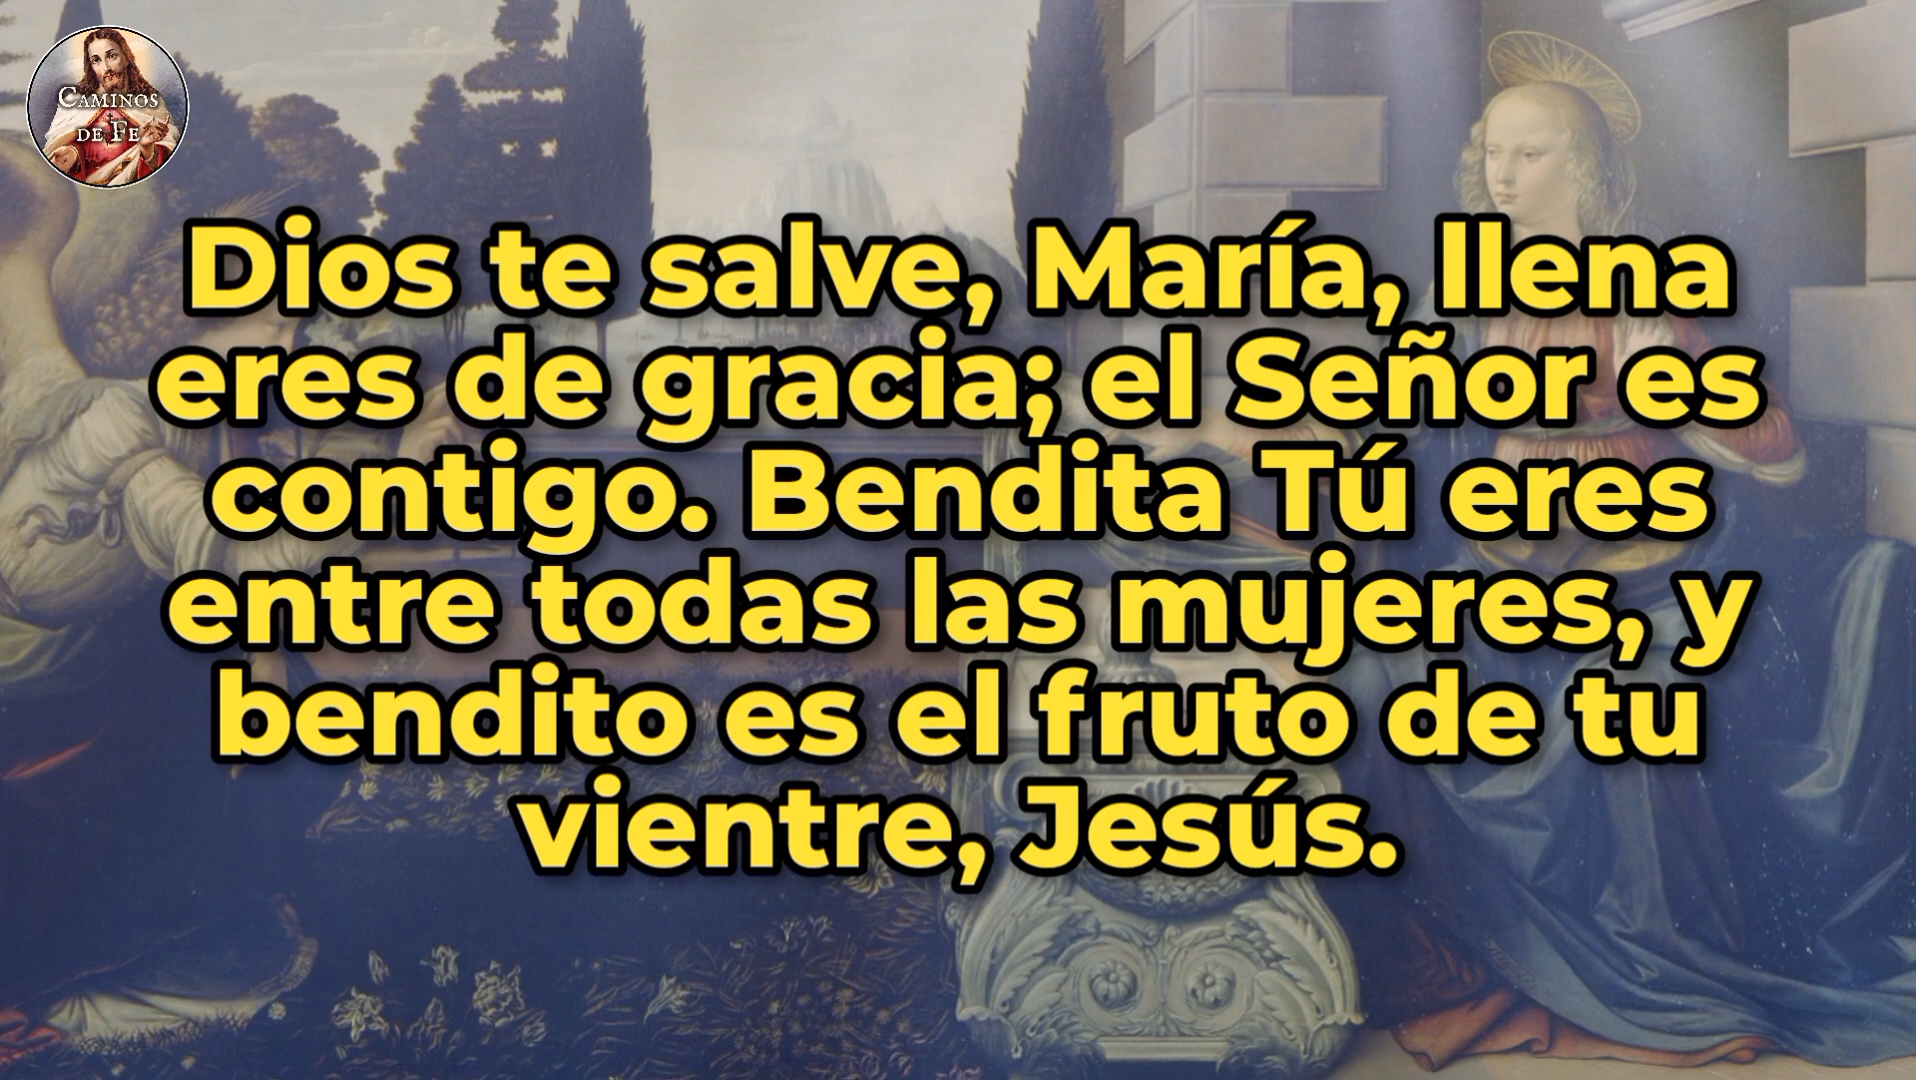 CAMINOS
DE FE
Dios te salve, María, llena
eres de gracia; el Señor es
contigo. Bendita Tú eres
entre todas las mujeres, y
bendito es el fruto de tu
vientre, Jesús.